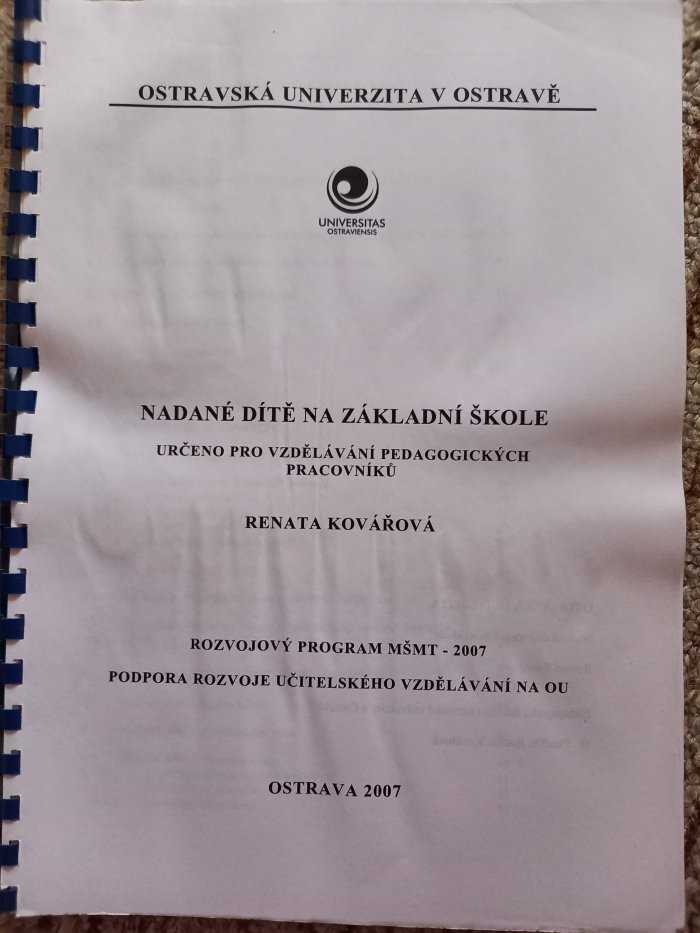 OSTRAVSKÁ UNIVERZITA V OSTRAVĚ
UNIVERSITAS
OSTRAVIENSIS
NADANÉ DÍTĚ NA ZÁKLADNÍ ŠKOLE
URČENO PRO VZDĚLÁVÁNÍ PEDAGOGICKÝCH
PRACOVNÍKŮ
RENATA KOVÁŘOVÁ
ROZVOJOVÝ PROGRAM MŠMT - 2007
PODPORA ROZVOJE UČITELSKÉHO VZDĚLÁVÁNÍ NA OU
OSTRAVA 2007